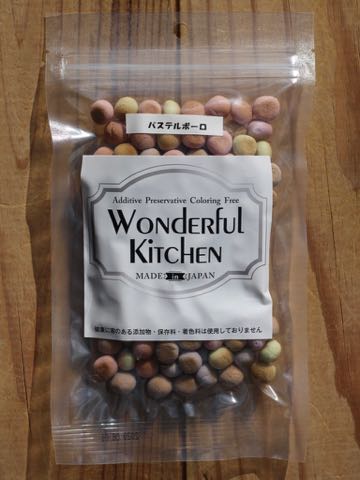 パステルボーロ
Additive Preservative Coloring Free
WONDERFUL
KITCHEN
MADE in JAPAN
健康に害のある添加物・保存料・着色料は使用しておりません